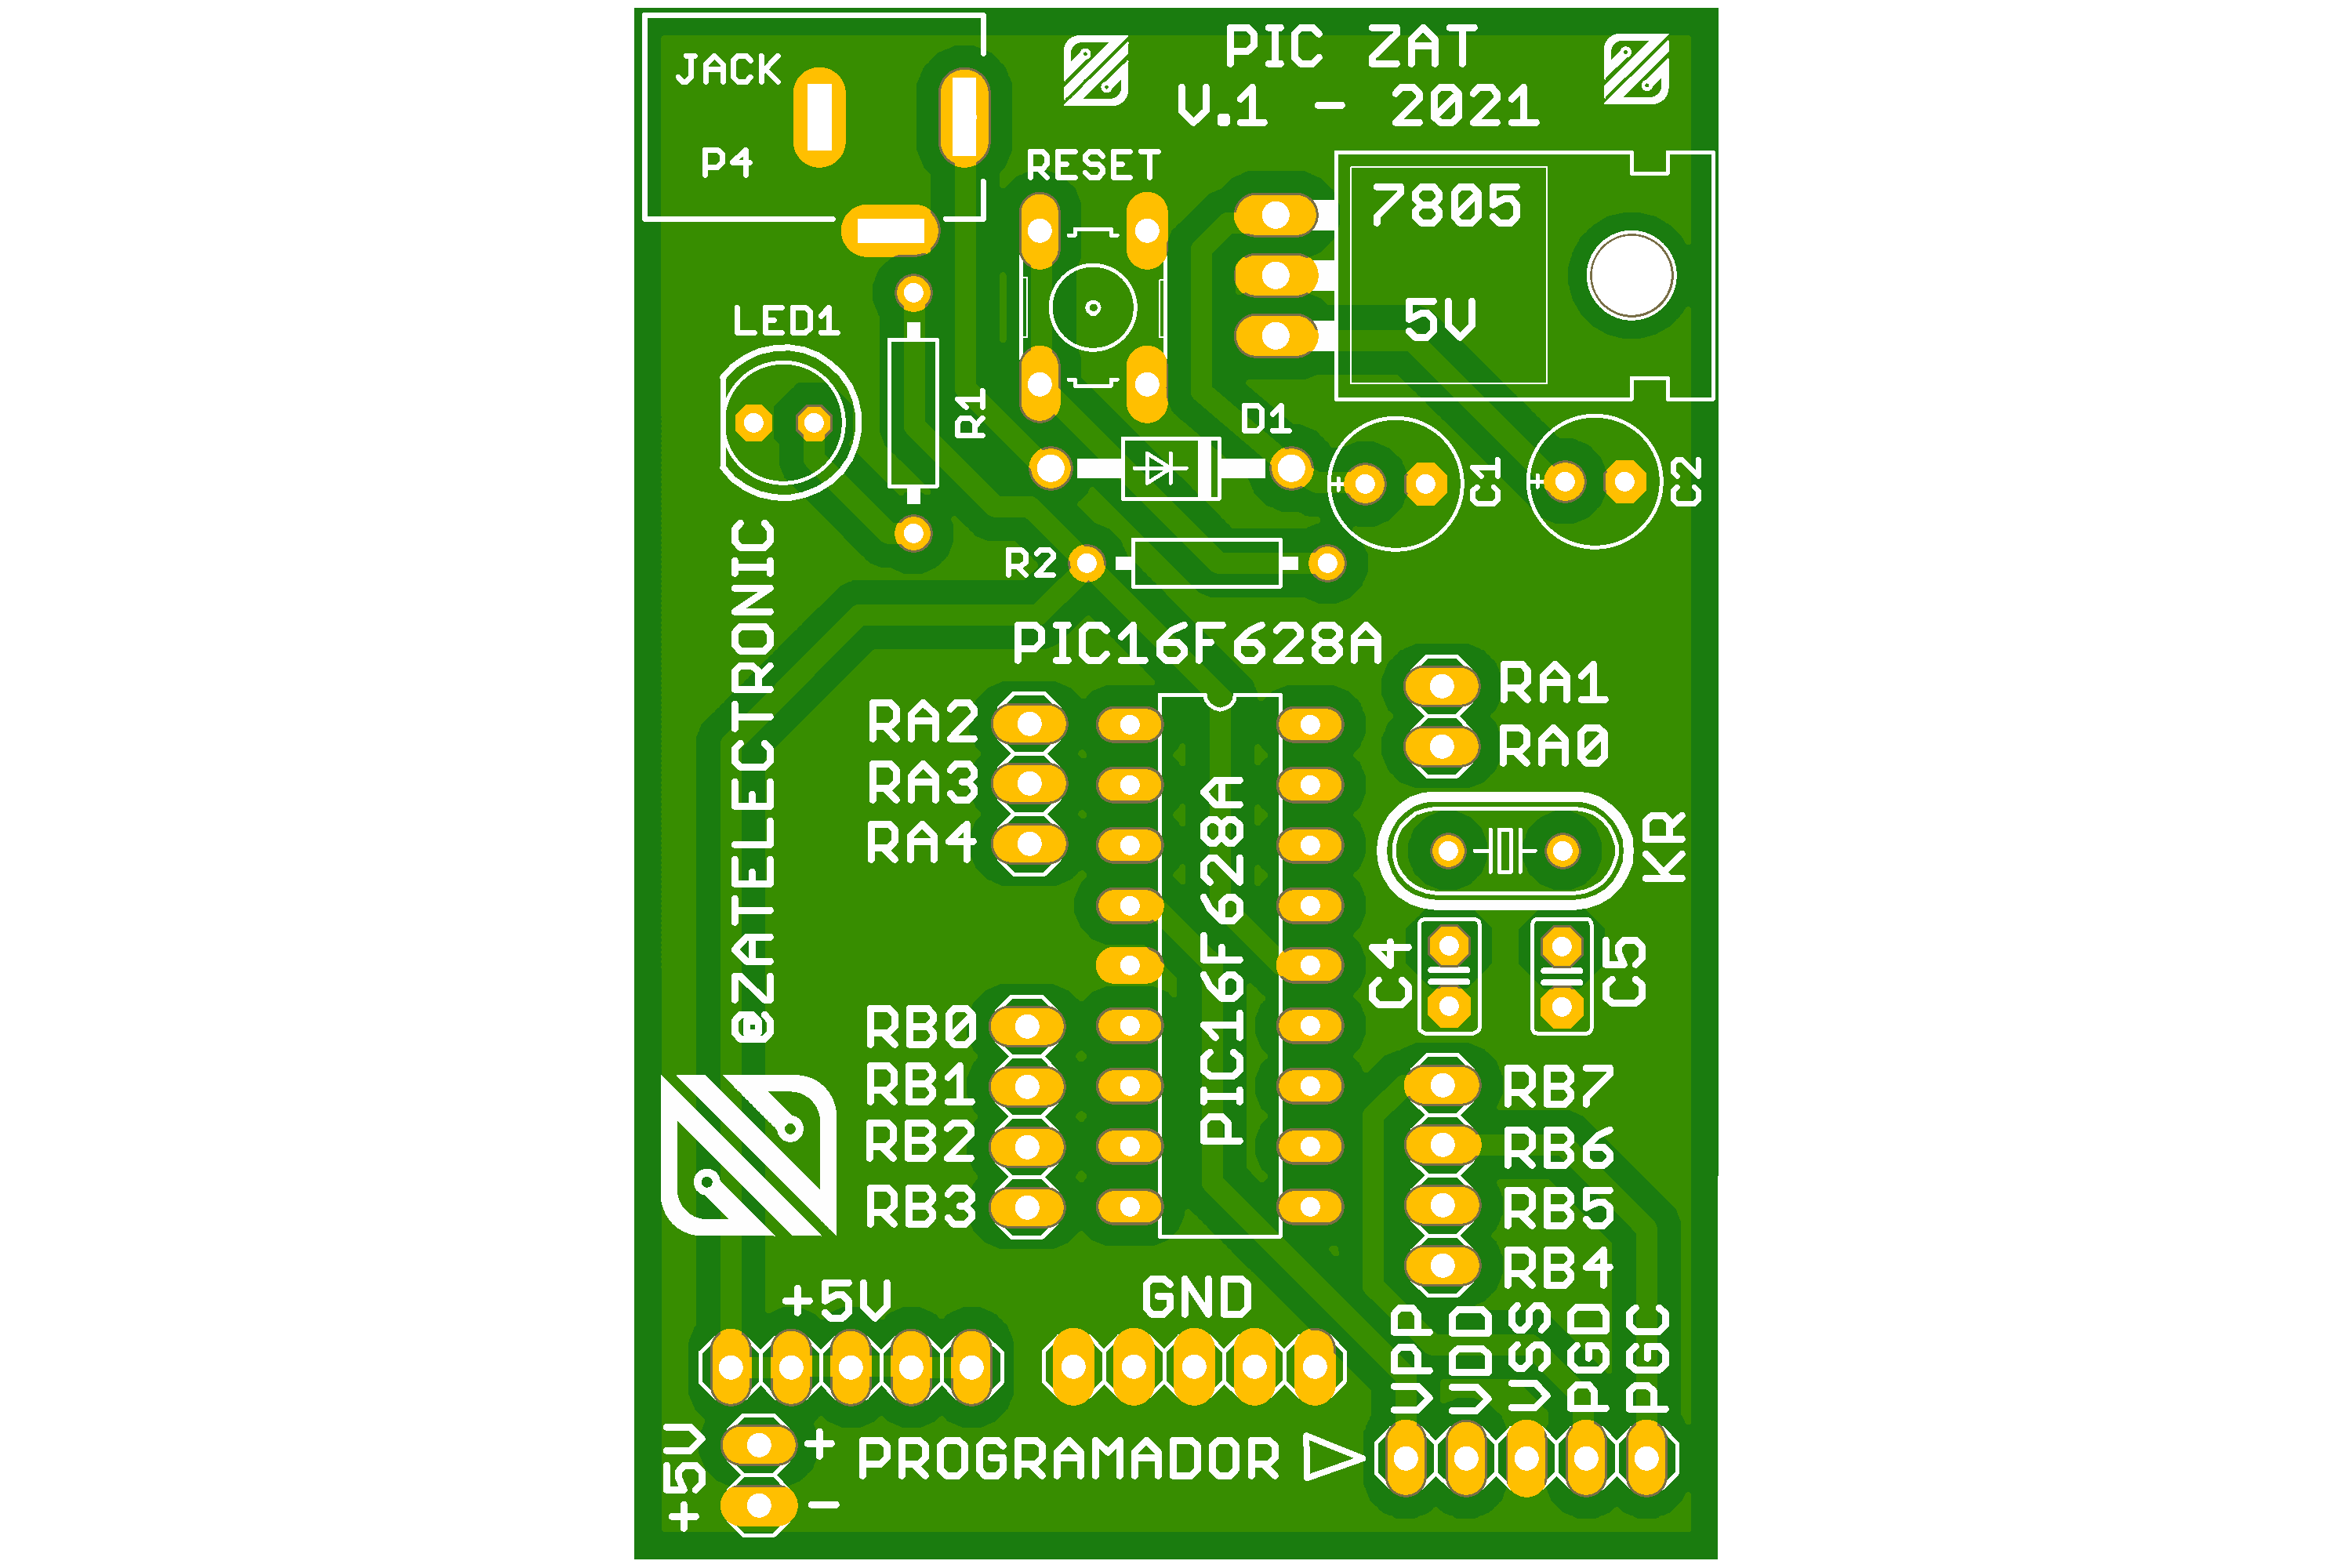 JACK
P4
PIC ZAT
V.1 - 2021
RESET
7805
5V
LED1
R1
D1
C1
C2
R2
@ZATELECTRONIC
PIC16F628A
RA2
RA3
RA4
RA1
RA0
PIC16F628A
KR
C4
C5
RB0
RB1
RB2
RB3
RB7
RB6
RB5
RB4
+5V
GND
VPP
VDD
VSS
PGD
PGC
+5V
+
-
PROGRAMADOR